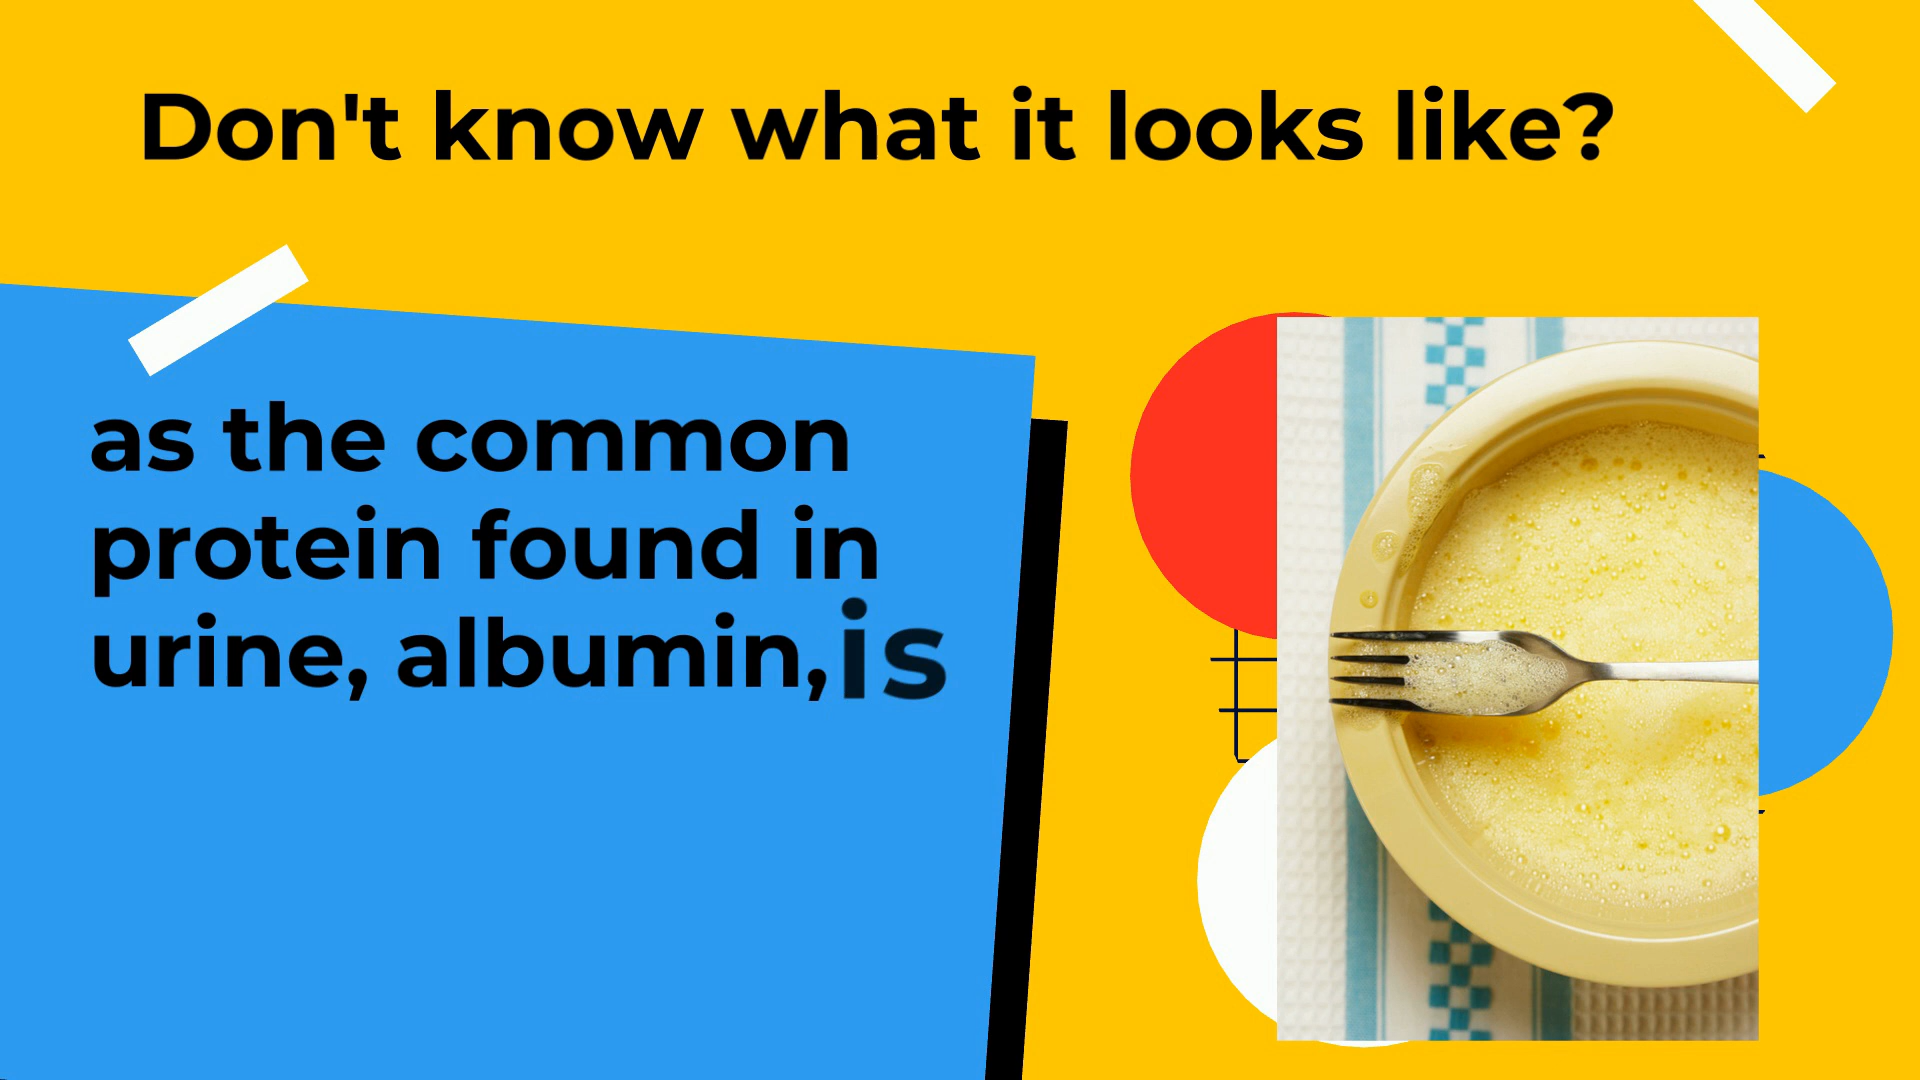 Don't know what it looks like?
as the common
protein found in
urine, albumin, is